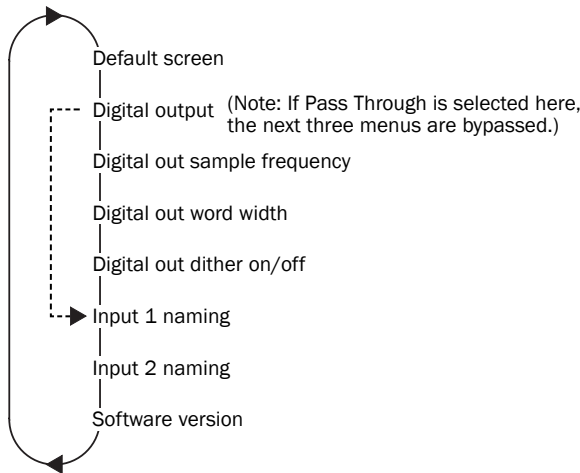 Default screen
Digital output (Note: If Pass Through is selected here,
the next three menus are bypassed.)
Digital out sample frequency
Digital out word width
Digital out dither on/off
Input 1 naming
Input 2 naming
Software version